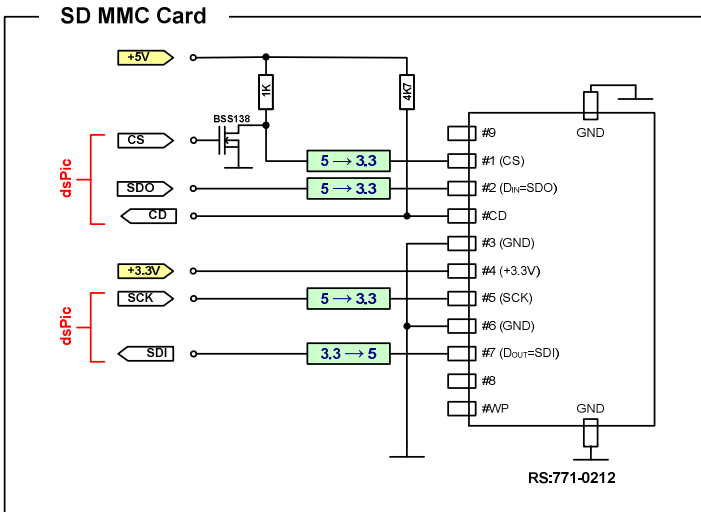 SD MMC Card
+5V
1K
4K7
BSS138
CS
dsPic
SDO
CD
5 → 3.3
5 → 3.3
+3.3V
SCK
dsPic
SDI
5 → 3.3
3.3 → 5
#9
GND
#1 (CS)
#2 (DIN=SDO)
#CD
#3 (GND)
#4 (+3.3V)
#5 (SCK)
#6 (GND)
#7 (DOUT=SDI)
#8
#WP
GND
RS:771-0212